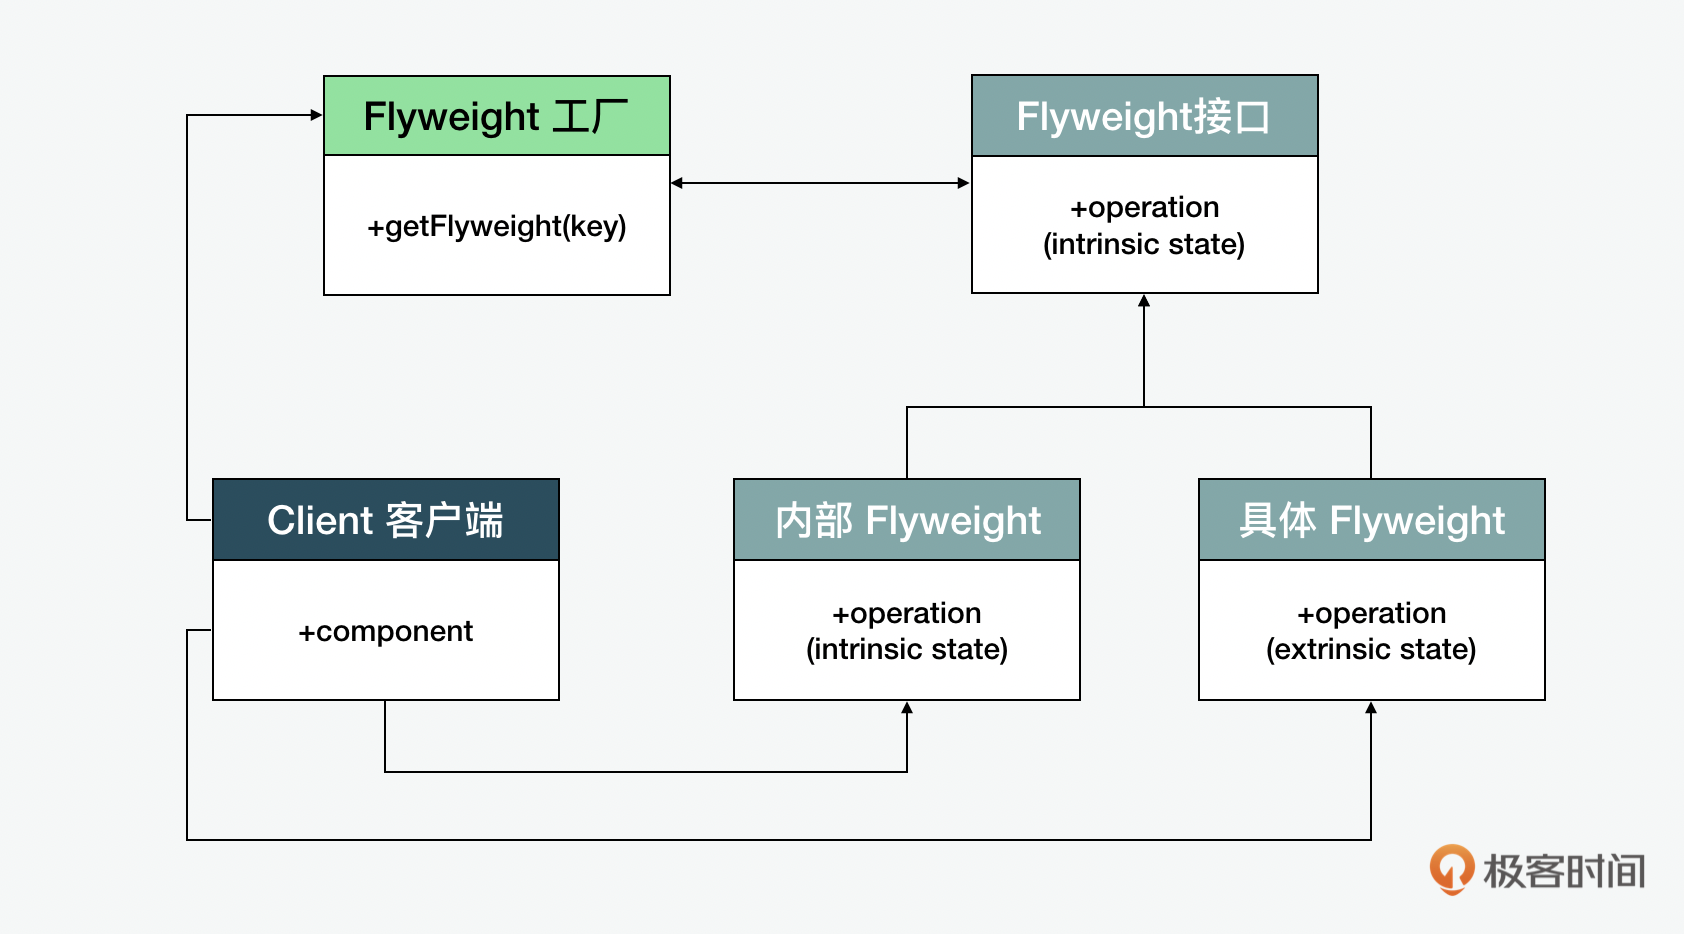 Flyweight 工厂
+getFlyweight(key)
Flyweight接口
+operation
(intrinsic state)
Client 客户端
+component
内部 Flyweight
+operation
(intrinsic state)
具体 Flyweight
+operation
(extrinsic state)
极客时间